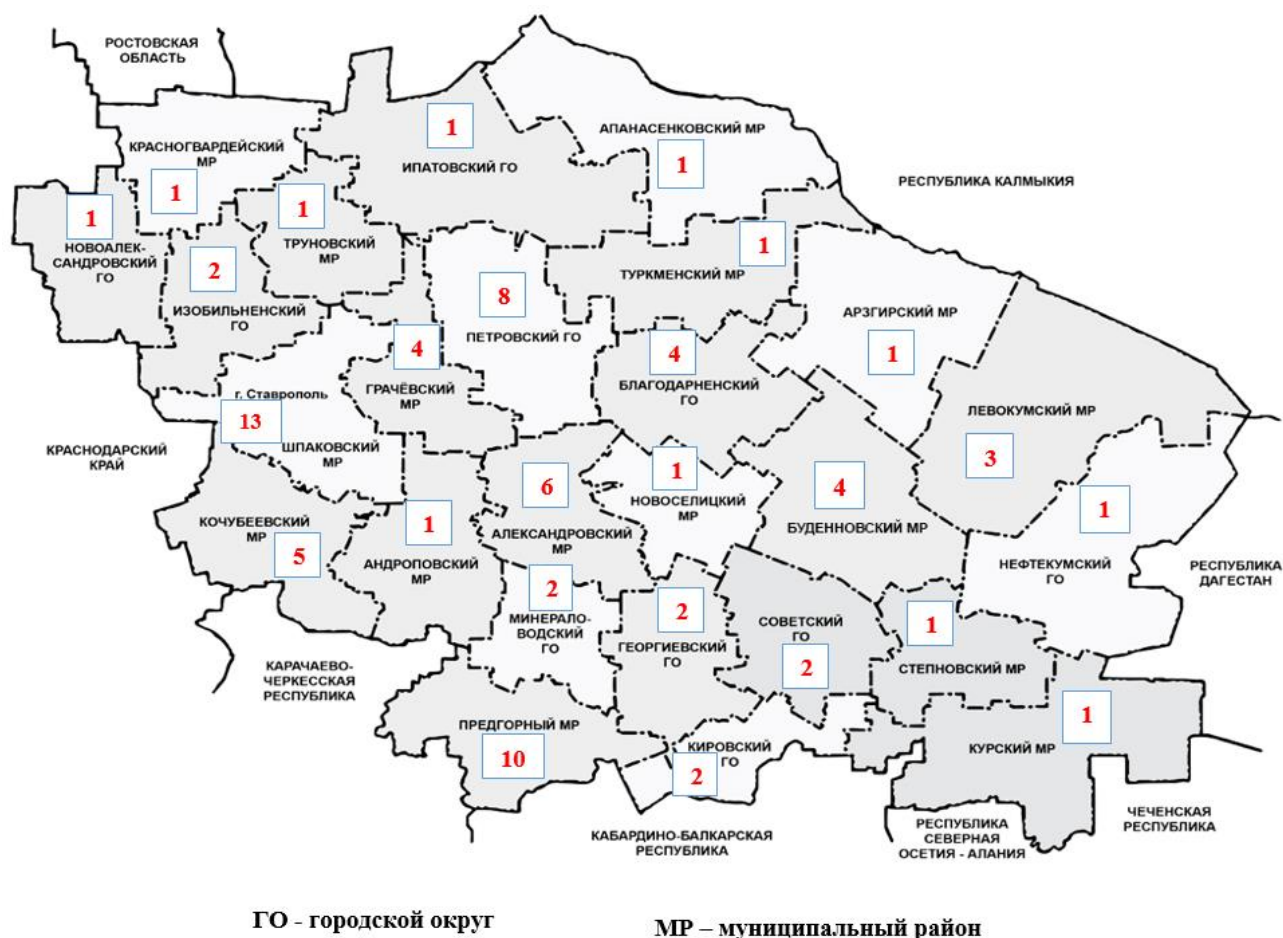 РОСТОВСКАЯ
ОБЛАСТЬ
1
АПАНАСЕНКОВСКИЙ МР
1
КРАСНОГВАРДЕЙСКИЙ
МР
1
ИПАТОВСКИЙ ГО
РЕСПУБЛИКА КАЛМЫКИЯ
1
НОВОАЛЕК-
САНДРОВСКИЙ
ГО
1
ТРУНОВСКИЙ
МР
2
ИЗОБИЛЬНЕНСКИЙ
ГО
1
ТУРКМЕНСКИЙ МР
8
ПЕТРОВСКИЙ ГО
АРЗГИРСКИЙ МР
1
4
ГРАЧЁВСКИЙ
МР
4
БЛАГОДАРНЕНСКИЙ
ГО
г. Ставрополь
13
ШПАКОВСКИЙ
МР
ЛЕВОКУМСКИЙ МР
3
КРАСНОДАРСКИЙ
КРАЙ
6
АЛЕКСАНДРОВСКИЙ
МР
1
НОВОСЕЛИЦКИЙ
МР
4
БУДЕННОВСКИЙ МР
1
НЕФТЕКУМСКИЙ
ГО
КОЧУБЕЕВСКИЙ
МР
5
1
АНДРОПОВСКИЙ
МР
РЕСПУБЛИКА
ДАГЕСТАН
2
МИНЕРАЛО-
ВОДСКИЙ
ГО
2
ГЕОРГИЕВСКИЙ
ГО
СОВЕТСКИЙ
ГО
2
1
СТЕПНОВСКИЙ МР
КАРАЧАЕВО-
ЧЕРКЕССКАЯ
РЕСПУБЛИКА
ПРЕДГОРНЫЙ МР
10
КИРОВСКИЙ
ГО
2
1
КУРСКИЙ МР
КАБАРДИНО-БАЛКАРСКАЯ
РЕСПУБЛИКА
РЕСПУБЛИКА
СЕВЕРНАЯ
ОСЕТИЯ - АЛАНИЯ
ЧЕЧЕНСКАЯ
РЕСПУБЛИКА
ГО - городской округ
МР – муниципальный район